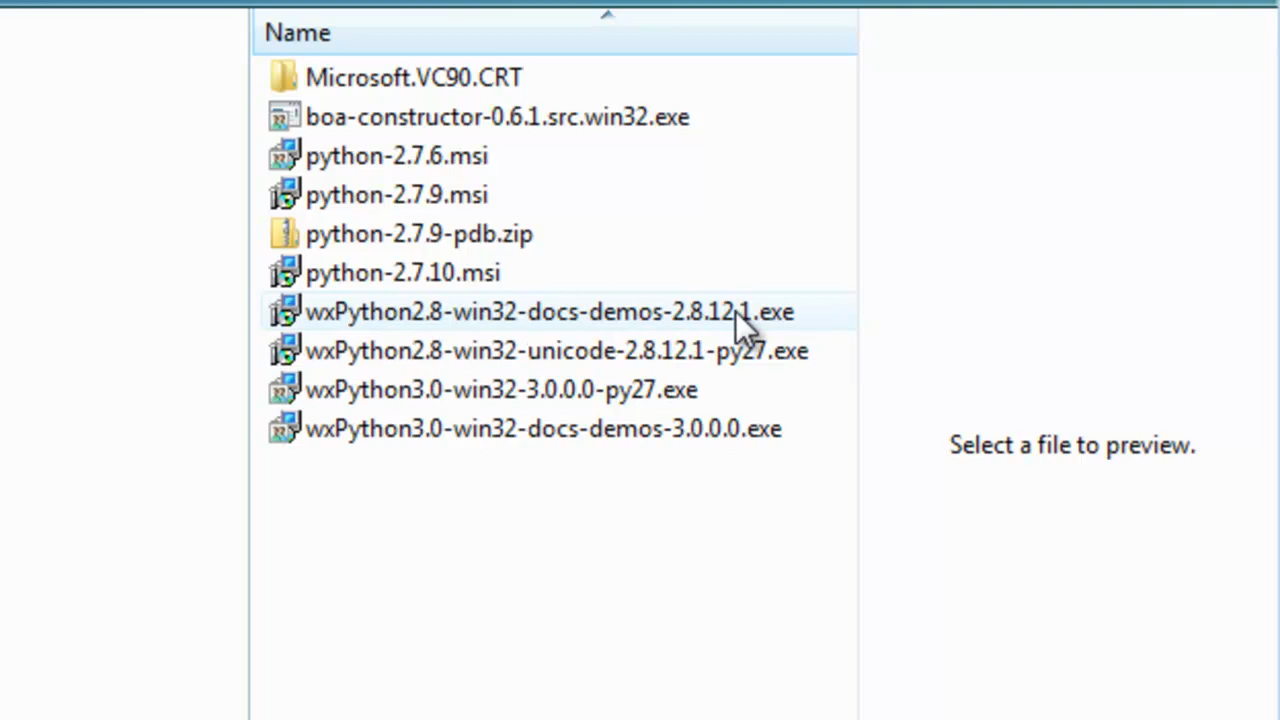 Name
Microsoft.VC90.CRT
boa-constructor-0.6.1.src.win32.exe
python-2.7.6.msi
python-2.7.9.msi
python-2.7.9-pdb.zip
python-2.7.10.msi
wxPython2.8-win32-docs-demos-2.8.12.1.exe
wxPython2.8-win32-unicode-2.8.12.1-py27.exe
wxPython3.0-win32-3.0.0.0-py27.exe
wxPython3.0-win32-docs-demos-3.0.0.0.exe
Select a file to preview.